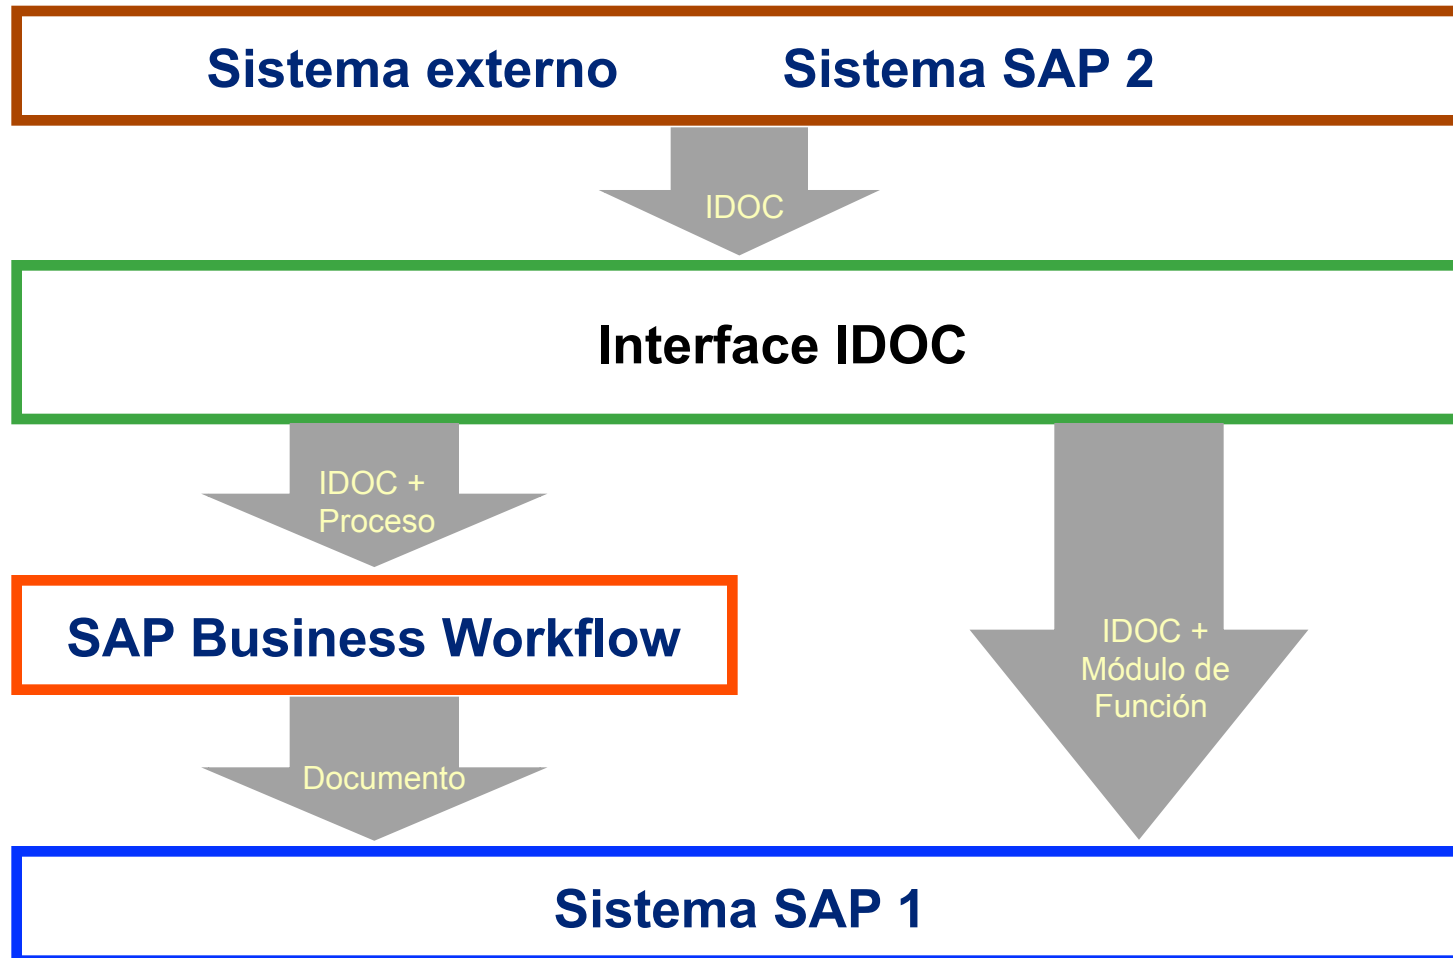 Sistema externo Sistema SAP 2
IDOC
Interface IDOC
IDOC +
Proceso
SAP Business Workflow
IDOC +
Módulo de
Función
Documento
Sistema SAP 1